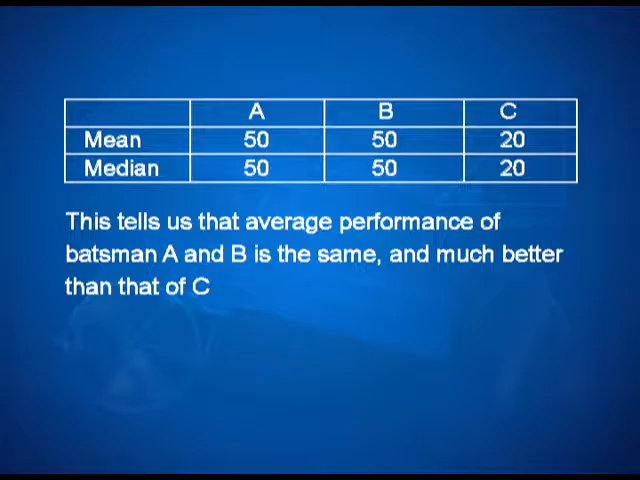 A B C
Mean 50 50 20
Median 50 50 20
This tells us that average performance of
batsman A and B is the same, and much better
than that of C